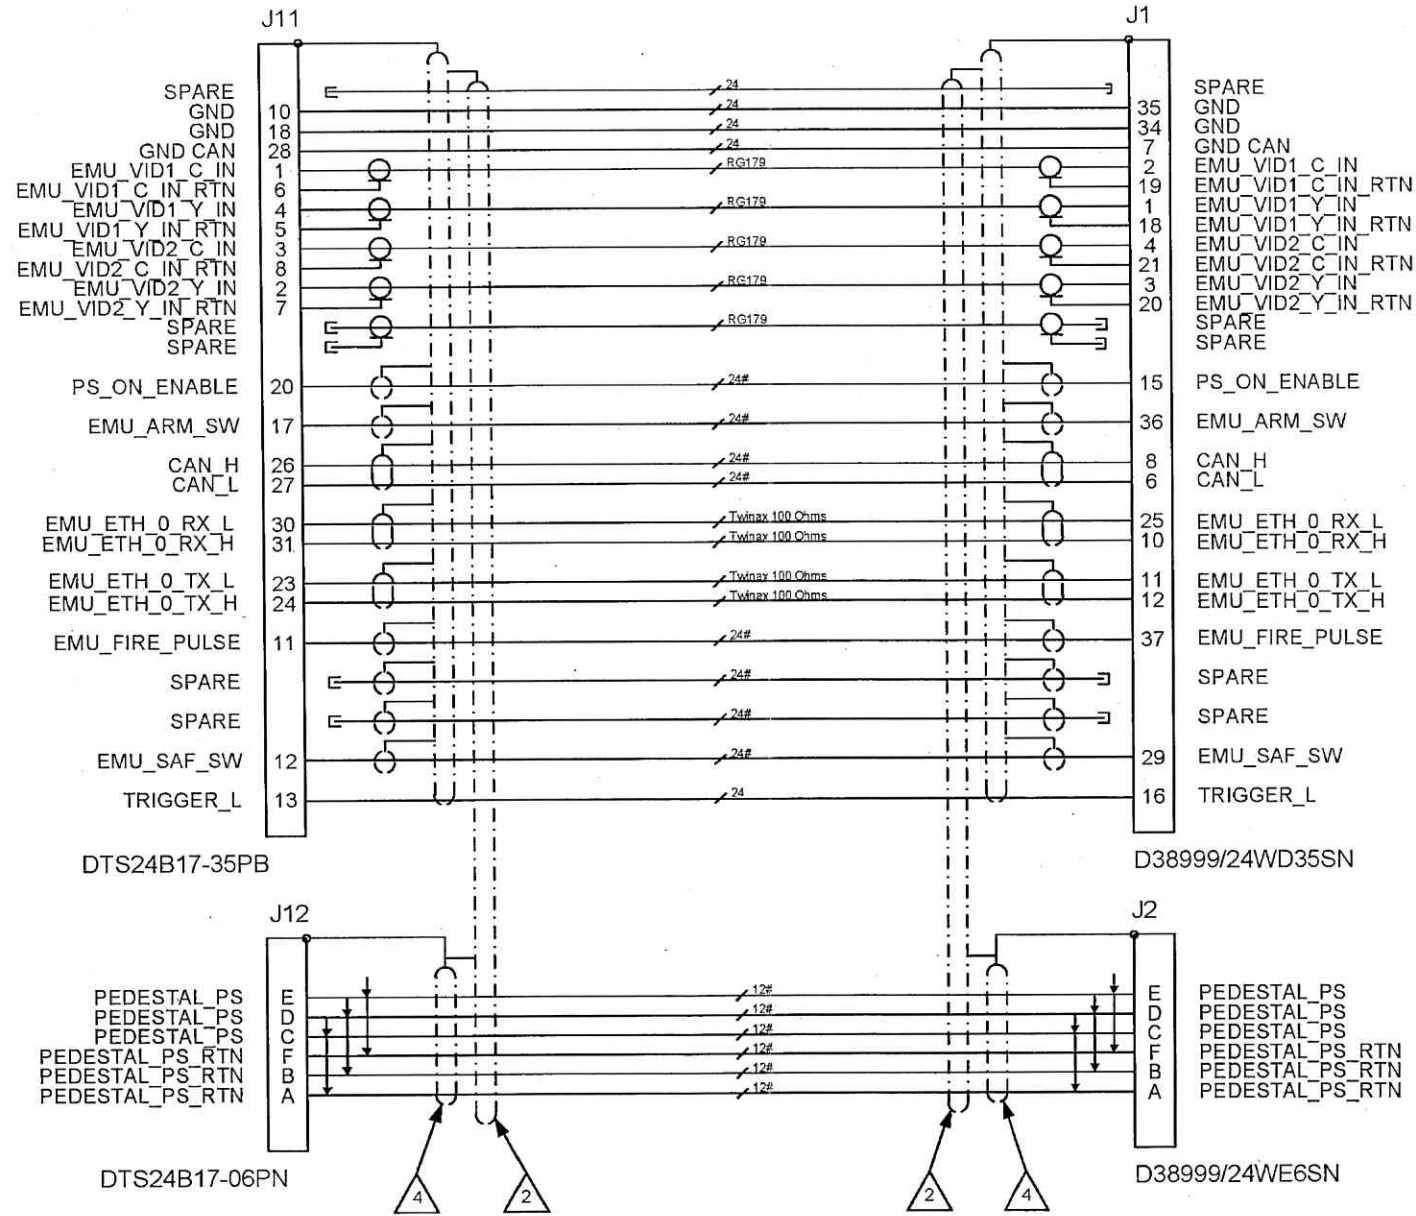 J11 J1
SPARE 24 SPARE
GND 10 24 35 GND
GND 18 24 34 GND
GND CAN 28 24 7 GND CAN
EMU_VID1_C_IN 1 RG179 2 EMU_VID1_C_IN
EMU_VID1_C_IN_RTN 6 19 EMU_VID1_C_IN_RTN
EMU_VID1_Y_IN 4 RG179 1 EMU_VID1_Y_IN
EMU_VID1_Y_IN_RTN 5 18 EMU_VID1_Y_IN_RTN
EMU_VID2_C_IN 3 RG179 4 EMU_VID2_C_IN
EMU_VID2_C_IN_RTN 8 21 EMU_VID2_C_IN_RTN
EMU_VID2_Y_IN 2 RG179 3 EMU_VID2_Y_IN
EMU_VID2_Y_IN_RTN 7 20 EMU_VID2_Y_IN_RTN
SPARE RG179 SPARE
SPARE SPARE
PS_ON_ENABLE 20 24# 15 PS_ON_ENABLE
EMU_ARM_SW 17 24# 36 EMU_ARM_SW
CAN_H 26 24# 8 CAN_H
CAN_L 27 24# 6 CAN_L
EMU_ETH_0_RX_L 30 Twinax 100 Ohms 25 EMU_ETH_0_RX_L
EMU_ETH_0_RX_H 31 Twinax 100 Ohms 10 EMU_ETH_0_RX_H
EMU_ETH_0_TX_L 23 Twinax 100 Ohms 11 EMU_ETH_0_TX_L
EMU_ETH_0_TX_H 24 Twinax 100 Ohms 12 EMU_ETH_0_TX_H
EMU_FIRE_PULSE 11 24# 37 EMU_FIRE_PULSE
SPARE 24# SPARE
SPARE 24# SPARE
EMU_SAF_SW 12 24# 29 EMU_SAF_SW
TRIGGER_L 13 24 16 TRIGGER_L
DTS24B17-35PB D38999/24WD35SN
J12 J2
PEDESTAL_PS E 12# E PEDESTAL_PS
PEDESTAL_PS D 12# D PEDESTAL_PS
PEDESTAL_PS C 12# C PEDESTAL_PS
PEDESTAL_PS_RTN F 12# F PEDESTAL_PS_RTN
PEDESTAL_PS_RTN B 12# B PEDESTAL_PS_RTN
PEDESTAL_PS_RTN A 12# A PEDESTAL_PS_RTN
DTS24B17-06PN D38999/24WE6SN
4 2 2 4